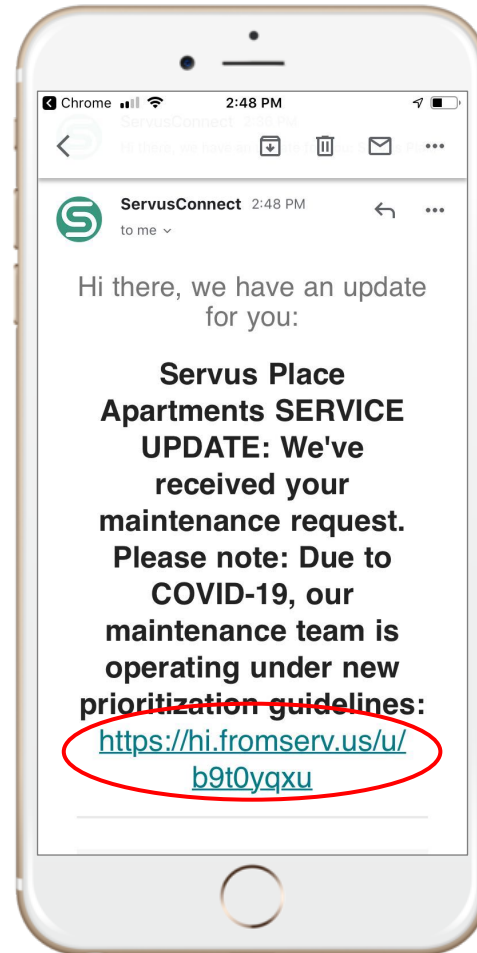 Chrome 2:48 PM
ServusConnect
ServusConnect 2:48 PM
to me
Hi there, we have an update
for you:
Servus Place
Apartments SERVICE
UPDATE: We've
received your
maintenance request.
Please note: Due to
COVID-19, our
maintenance team is
operating under new
prioritization guidelines:
https://hi.fromserv.us/u/
b9t0yqxu